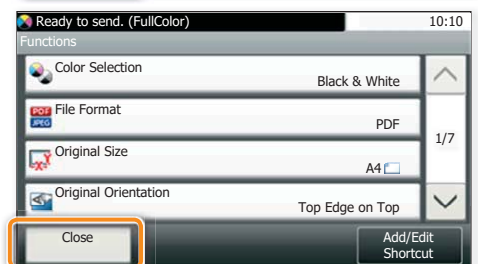 Ready to send. (FullColor) 10:10
Functions
Color Selection
Black & White
PDF JPEG File Format
PDF
1/7
Original Size
A4
Original Orientation
Top Edge on Top
Close
Add/Edit
Shortcut